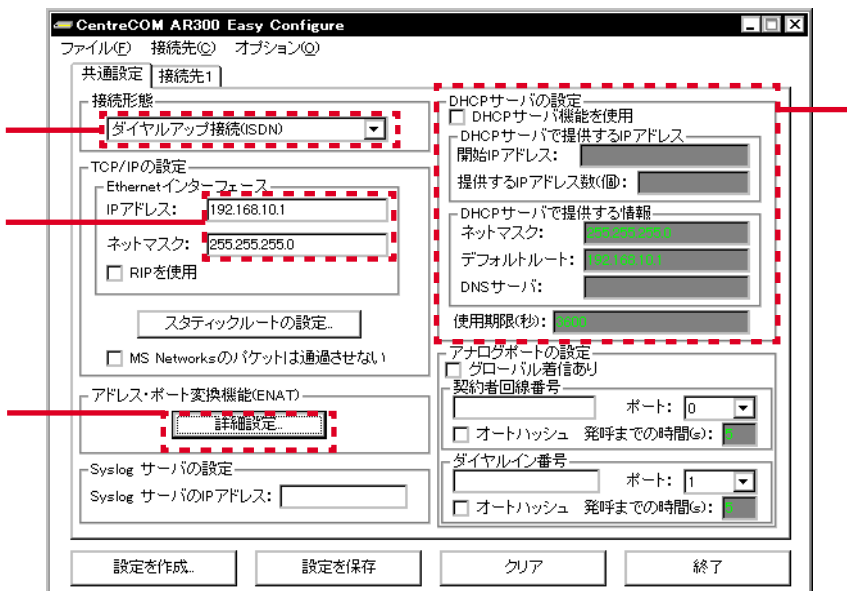 CentreCOM AR300 Easy Configure
ファイル(F) 接続先(C) オプション(O)
共通設定 接続先1
接続形態
ダイヤルアップ接続(ISDN)
TCP/IPの設定
Ethernetインターフェース
IPアドレス: 192.168.10.1
ネットマスク: 255.255.255.0
RIPを使用
スタティックルートの設定...
MS Networksのパケットは通過させない
アドレス・ポート変換機能(ENAT)
詳細設定...
Syslog サーバの設定
Syslog サーバのIPアドレス:
DHCPサーバの設定
DHCPサーバ機能を使用
DHCPサーバで提供するIPアドレス
開始IPアドレス:
提供するIPアドレス数(個):
DHCPサーバで提供する情報
ネットマスク: 255.255.255.0
デフォルトルート: 192.168.10.1
DNSサーバ:
使用期限(秒): 3600
アナログポートの設定
グローバル着信あり
契約者回線番号
ポート: 0
オートハッシュ 発呼までの時間(s): 5
ダイヤルイン番号
ポート: 1
オートハッシュ 発呼までの時間(s): 5
設定を作成... 設定を保存 クリア 終了